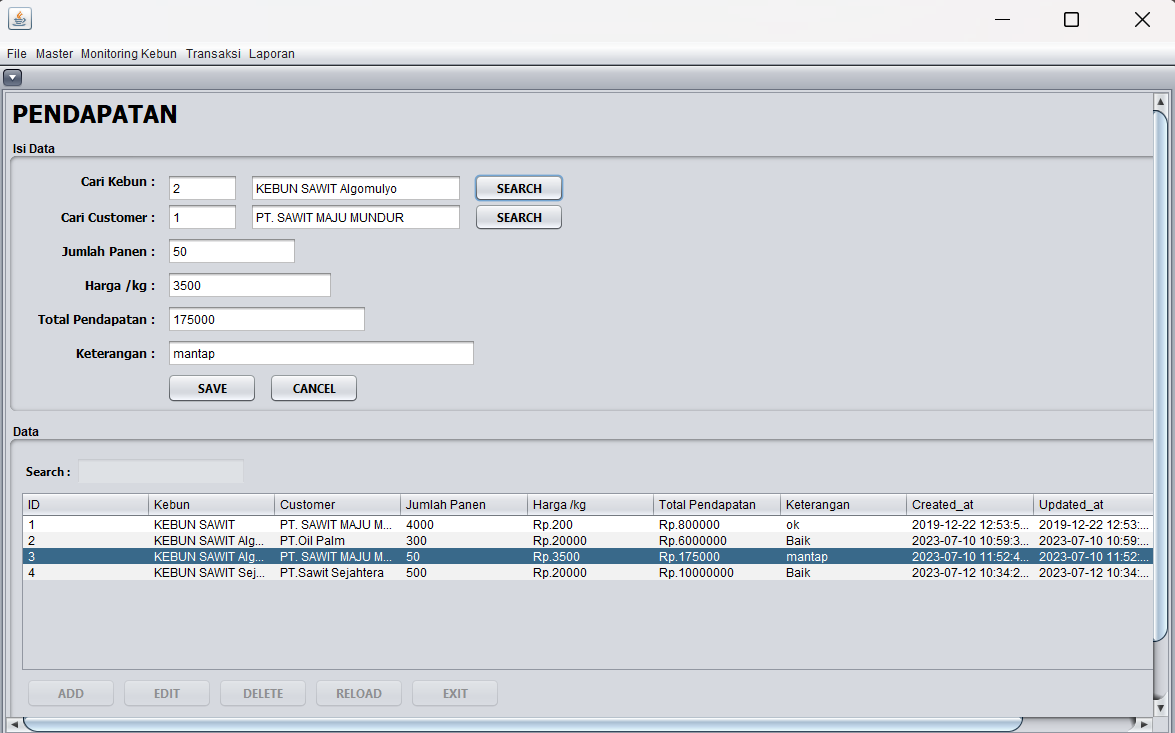 File Master Monitoring Kebun Transaksi Laporan
PENDAPATAN
Isi Data
Cari Kebun : 2 KEBUN SAWIT Algomulyo SEARCH
Cari Customer : 1 PT. SAWIT MAJU MUNDUR SEARCH
Jumlah Panen : 50
Harga /kg : 3500
Total Pendapatan : 175000
Keterangan : mantap
SAVE CANCEL
Data
Search :
ID Kebun Customer Jumlah Panen Harga /kg Total Pendapatan Keterangan Created_at Updated_at
1 KEBUN SAWIT PT. SAWIT MAJU M... 4000 Rp.200 Rp.800000 ok 2019-12-22 12:53:5... 2019-12-22 12:53:...
2 KEBUN SAWIT Alg... PT.Oil Palm 300 Rp.20000 Rp.6000000 Baik 2023-07-10 10:59:3... 2023-07-10 10:59:...
3 KEBUN SAWIT Alg... PT. SAWIT MAJU M... 50 Rp.3500 Rp.175000 mantap 2023-07-10 11:52:4... 2023-07-10 11:52:...
4 KEBUN SAWIT Sej... PT.Sawit Sejahtera 500 Rp.20000 Rp.10000000 Baik 2023-07-12 10:34:2... 2023-07-12 10:34:...
ADD EDIT DELETE RELOAD EXIT